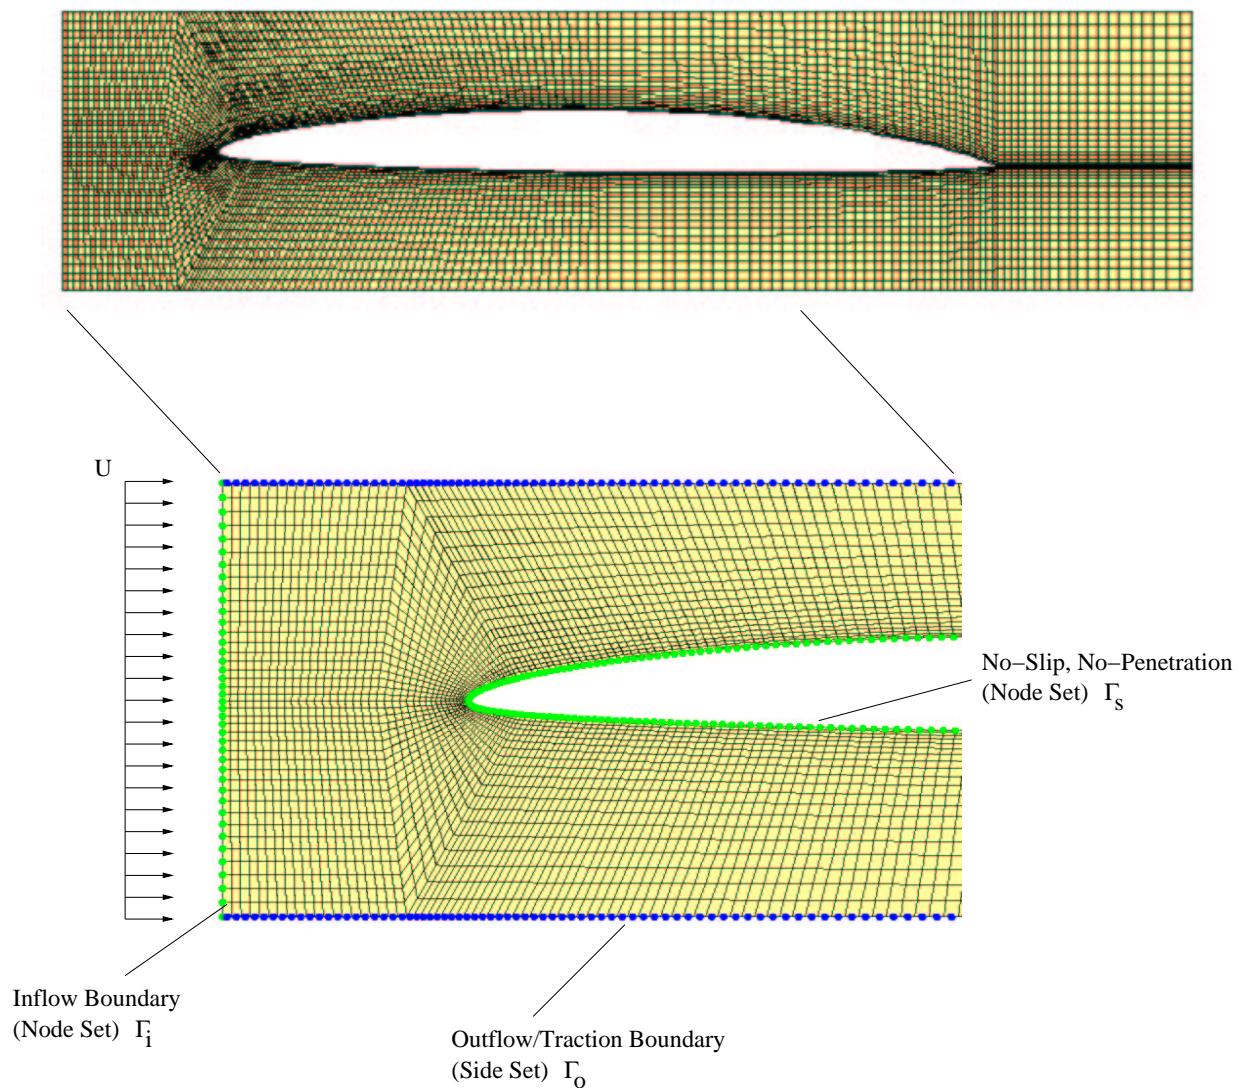 U
No−Slip, No−Penetration
(Node Set) Γs
Inflow Boundary
(Node Set) Γi
Outflow/Traction Boundary
(Side Set) Γo